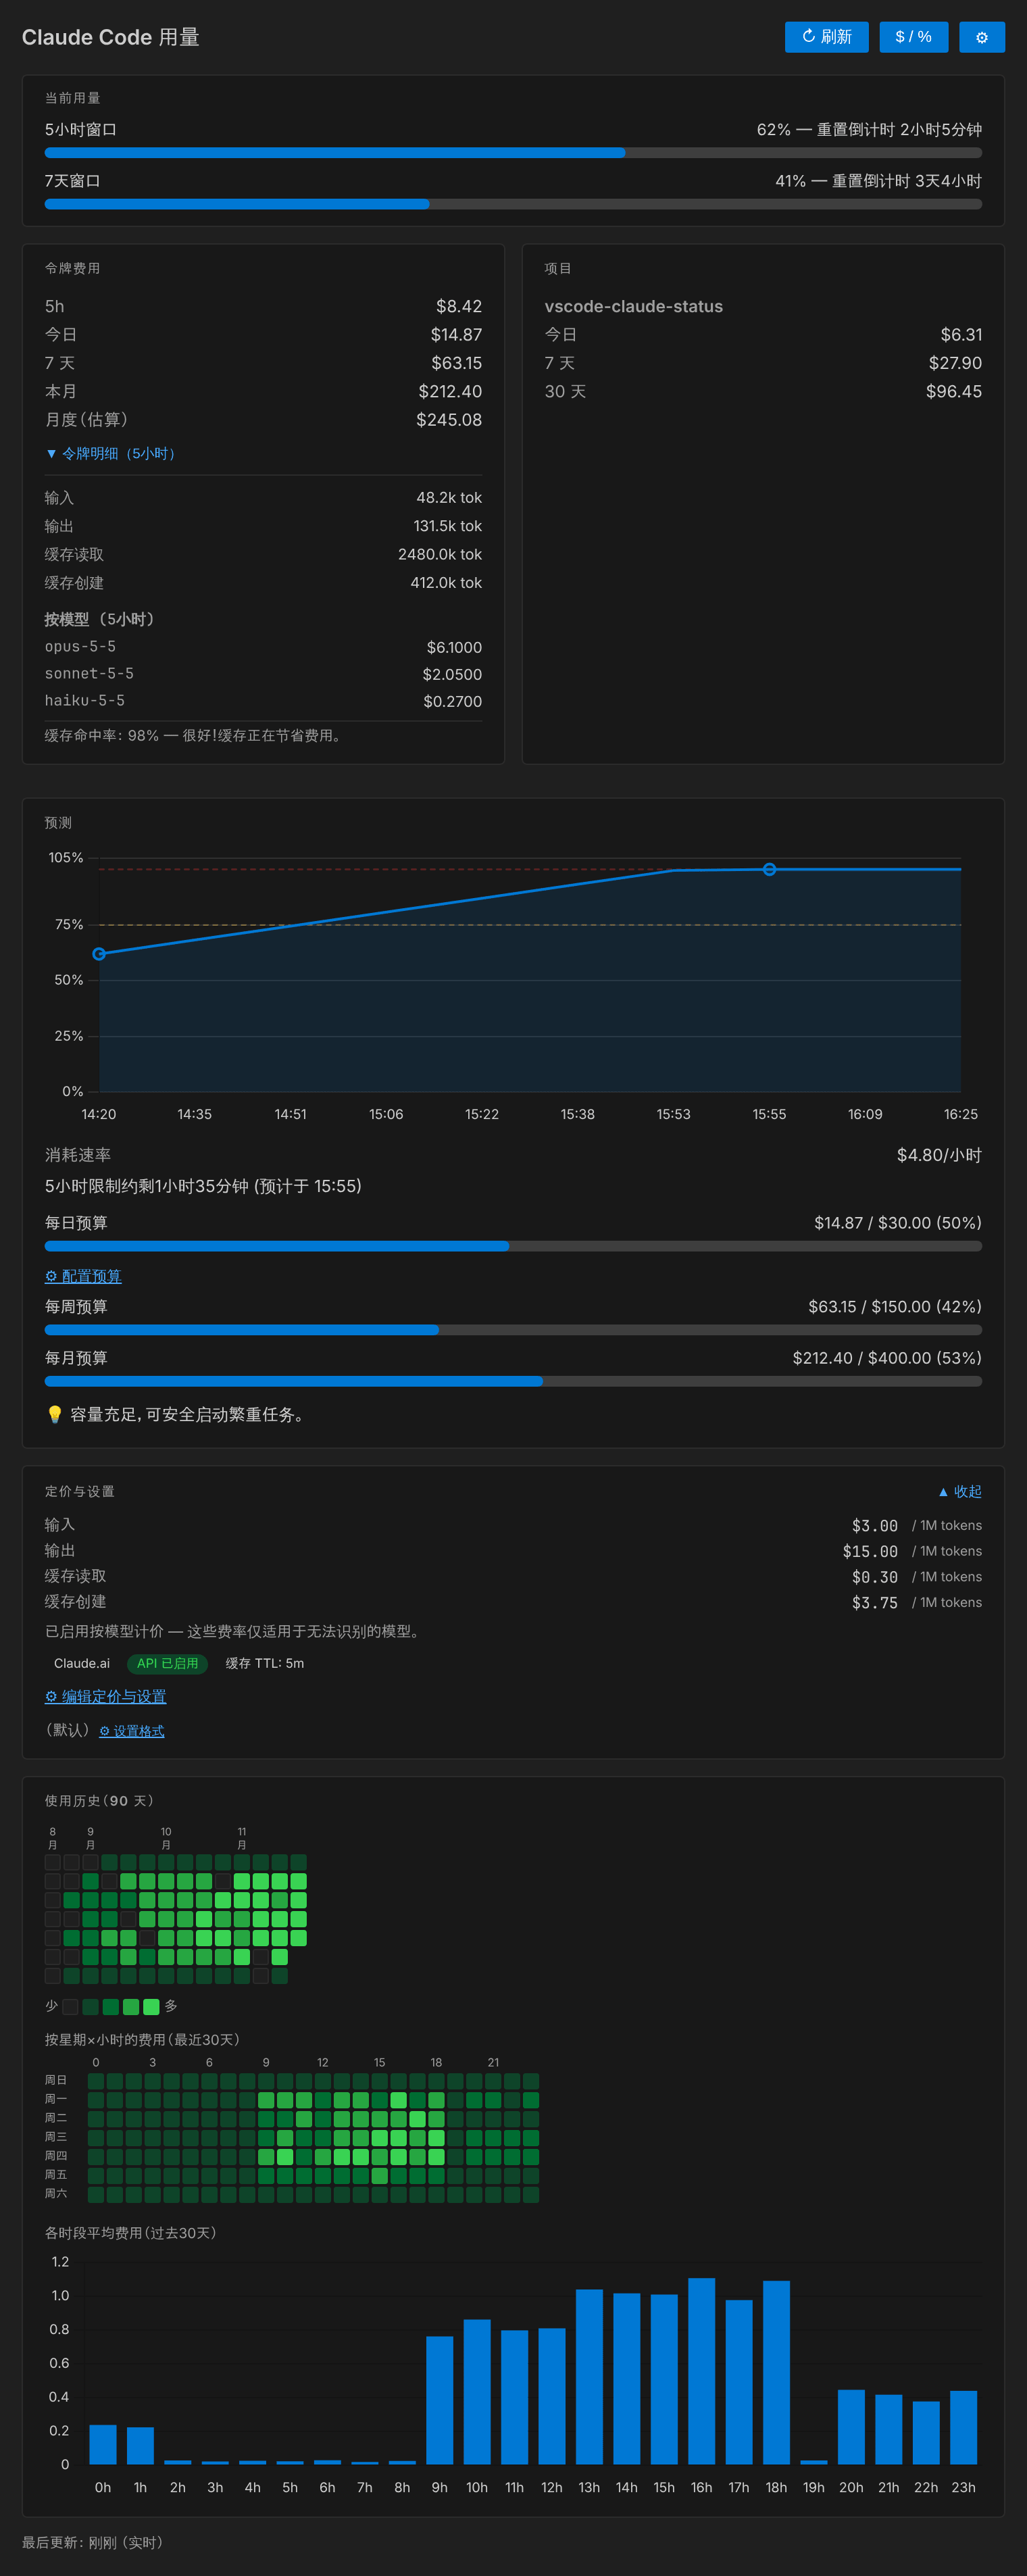 Claude Code 用量
↻ 刷新
$ / %
⚙
当前用量
5小时窗口 62% — 重置倒计时 2小时5分钟
7天窗口 41% — 重置倒计时 3天4小时
令牌费用
5h $8.42
今日 $14.87
7 天 $63.15
本月 $212.40
月度(估算) $245.08
▼ 令牌明细（5小时）
输入 48.2k tok
输出 131.5k tok
缓存读取 2480.0k tok
缓存创建 412.0k tok
按模型 (5小时)
opus-5-5 $6.1000
sonnet-5-5 $2.0500
haiku-5-5 $0.2700
缓存命中率: 98% — 很好!缓存正在节省费用。
项目
vscode-claude-status
今日 $6.31
7 天 $27.90
30 天 $96.45
预测
105%
75%
50%
25%
0%
14:20 14:35 14:51 15:06 15:22 15:38 15:53 15:55 16:09 16:25
消耗速率 $4.80/小时
5小时限制约剩1小时35分钟 (预计于 15:55)
每日预算 $14.87 / $30.00 (50%)
⚙ 配置预算
每周预算 $63.15 / $150.00 (42%)
每月预算 $212.40 / $400.00 (53%)
💡 容量充足, 可安全启动繁重任务。
定价与设置 ▲ 收起
输入 $3.00 / 1M tokens
输出 $15.00 / 1M tokens
缓存读取 $0.30 / 1M tokens
缓存创建 $3.75 / 1M tokens
已启用按模型计价 — 这些费率仅适用于无法识别的模型。
Claude.ai API 已启用 缓存 TTL: 5m
⚙ 编辑定价与设置
(默认) ⚙ 设置格式
使用历史(90 天)
8月 9月 10月 11月
少 多
按星期×小时的费用(最近30天)
0 3 6 9 12 15 18 21
周日
周一
周二
周三
周四
周五
周六
各时段平均费用(过去30天)
1.2
1.0
0.8
0.6
0.4
0.2
0
0h 1h 2h 3h 4h 5h 6h 7h 8h 9h 10h 11h 12h 13h 14h 15h 16h 17h 18h 19h 20h 21h 22h 23h
最后更新: 刚刚 (实时)